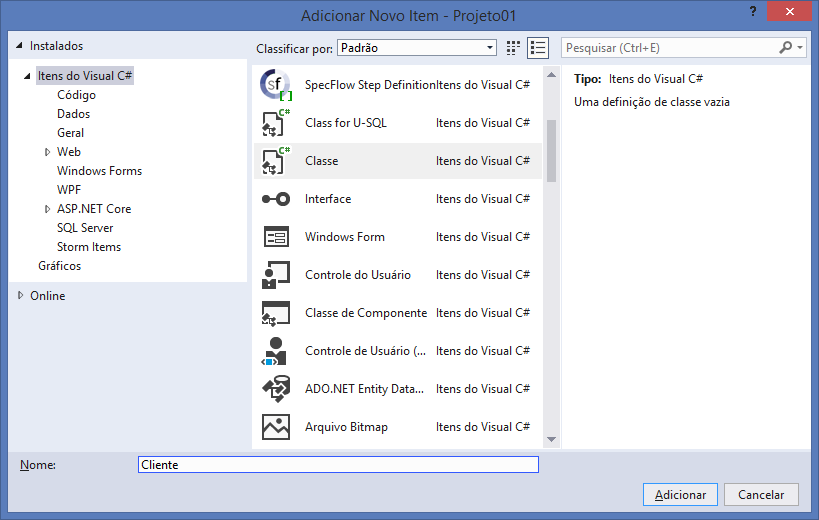 Adicionar Novo Item - Projeto01
?
Instalados
Itens do Visual C#
Código
Dados
Geral
Web
Windows Forms
WPF
ASP.NET Core
SQL Server
Storm Items
Gráficos
Online
Classificar por: Padrão
Pesquisar (Ctrl+E)
SpecFlow Step Definition Itens do Visual C#
Class for U-SQL Itens do Visual C#
Classe Itens do Visual C#
Interface Itens do Visual C#
Windows Form Itens do Visual C#
Controle do Usuário Itens do Visual C#
Classe de Componente Itens do Visual C#
Controle de Usuário (... Itens do Visual C#
ADO.NET Entity Data... Itens do Visual C#
Arquivo Bitmap Itens do Visual C#
Tipo: Itens do Visual C#
Uma definição de classe vazia
Nome: Cliente
Adicionar Cancelar